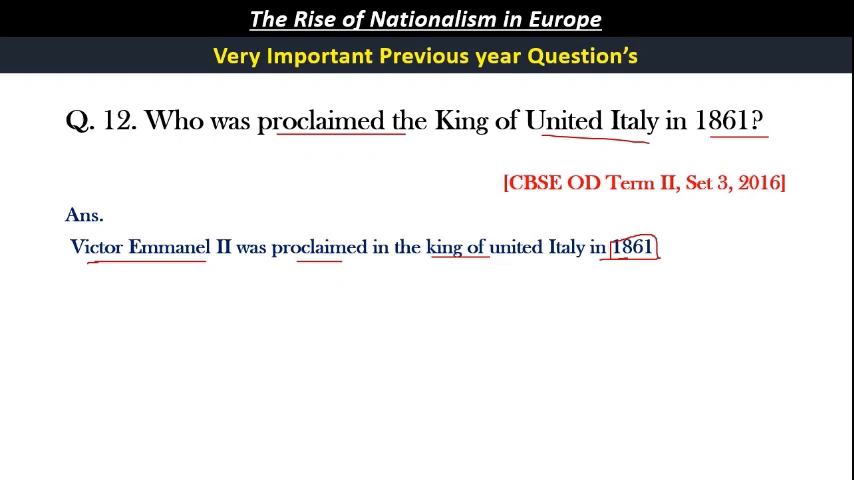 The Rise of Nationalism in Europe
Very Important Previous year Question's
Q. 12. Who was proclaimed the King of United Italy in 1861?
[CBSE OD Term II, Set 3, 2016]
Ans.
Victor Emmanel II was proclaimed in the king of united Italy in 1861